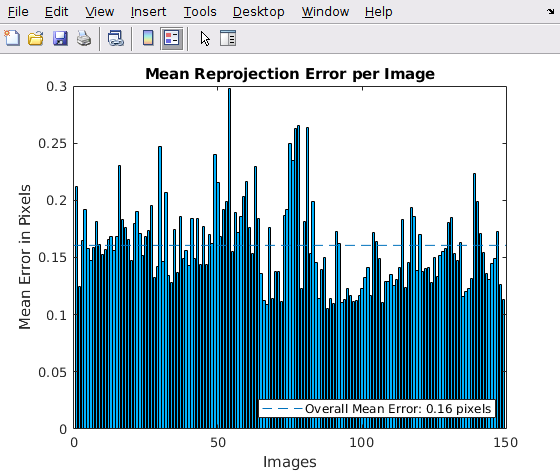 File Edit View Insert Tools Desktop Window Help
Mean Reprojection Error per Image
Mean Error in Pixels
0.3
0.25
0.2
0.15
0.1
0.05
0
Overall Mean Error: 0.16 pixels
0 50 100 150
Images